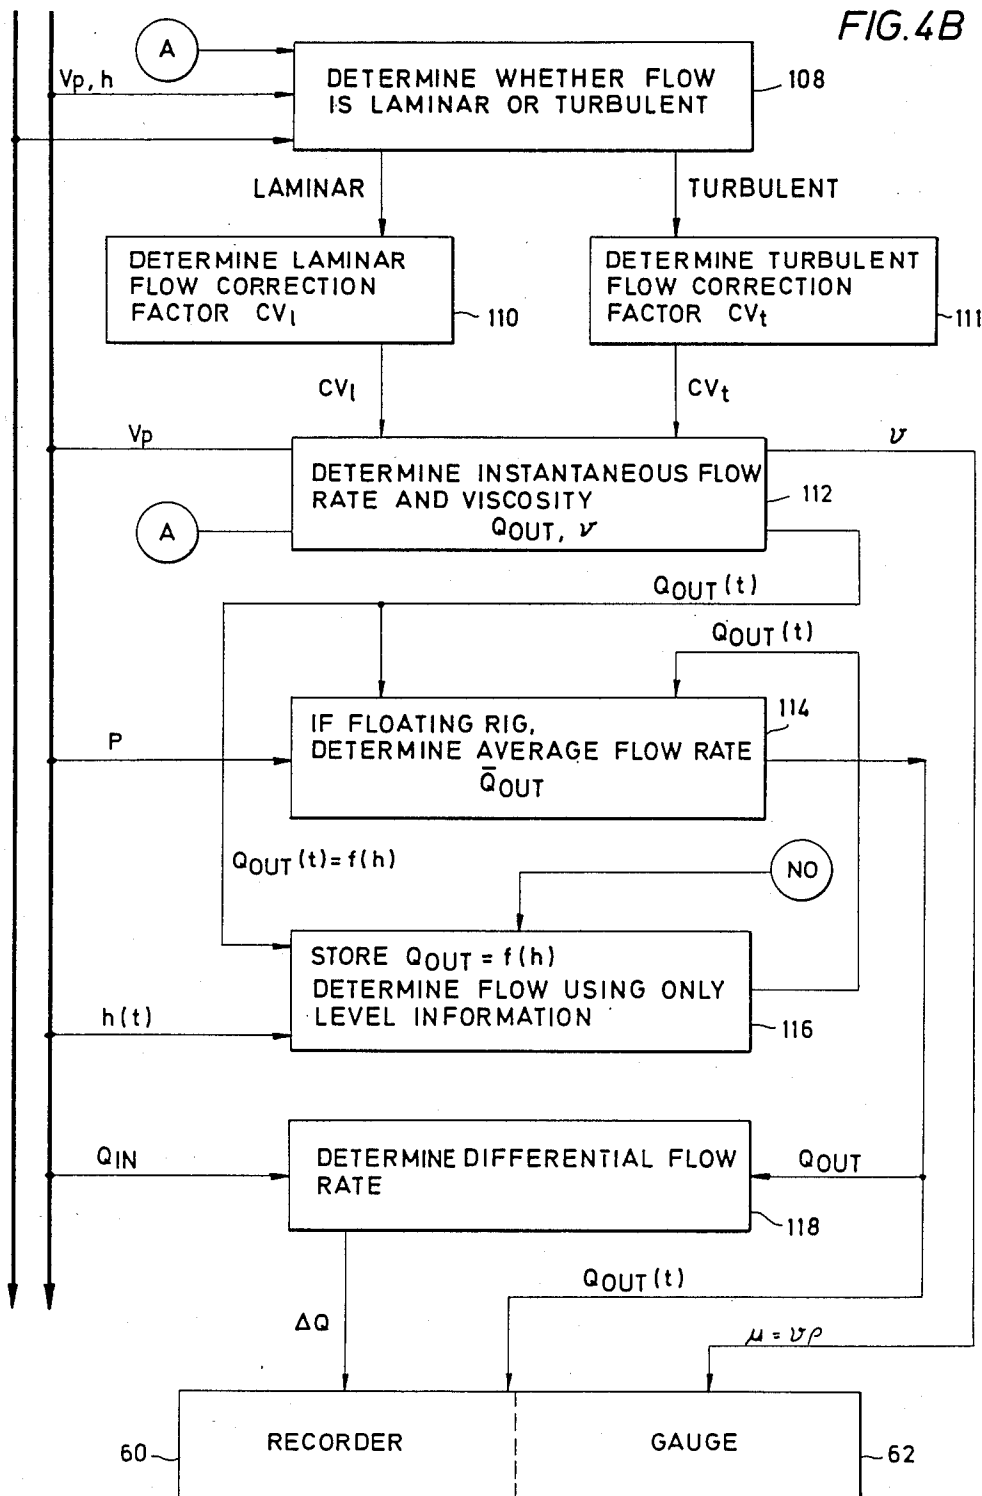 FIG.4B
A
Vp, h
DETERMINE WHETHER FLOW
IS LAMINAR OR TURBULENT
108
LAMINAR
TURBULENT
DETERMINE LAMINAR
FLOW CORRECTION
FACTOR CVl
110
DETERMINE TURBULENT
FLOW CORRECTION
FACTOR CVt
111
CVl
CVt
Vp
ν
DETERMINE INSTANTANEOUS FLOW
RATE AND VISCOSITY
QOUT, ν
112
A
QOUT(t)
QOUT(t)
IF FLOATING RIG,
DETERMINE AVERAGE FLOW RATE
Q̄OUT
114
P
QOUT(t)=f(h)
NO
STORE QOUT=f(h)
DETERMINE FLOW USING ONLY
LEVEL INFORMATION
116
h(t)
QIN
DETERMINE DIFFERENTIAL FLOW
RATE
118
QOUT
QOUT(t)
ΔQ
μ=νρ
60
RECORDER
GAUGE
62